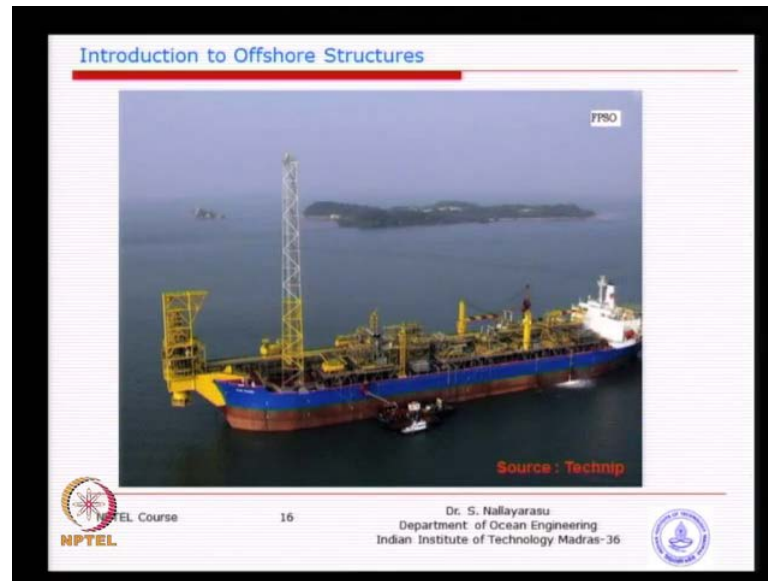 Introduction to Offshore Structures
FPSO
Source : Technip
NPTEL Course
16
Dr. S. Nallayarasu
Department of Ocean Engineering
Indian Institute of Technology Madras-36
NPTEL